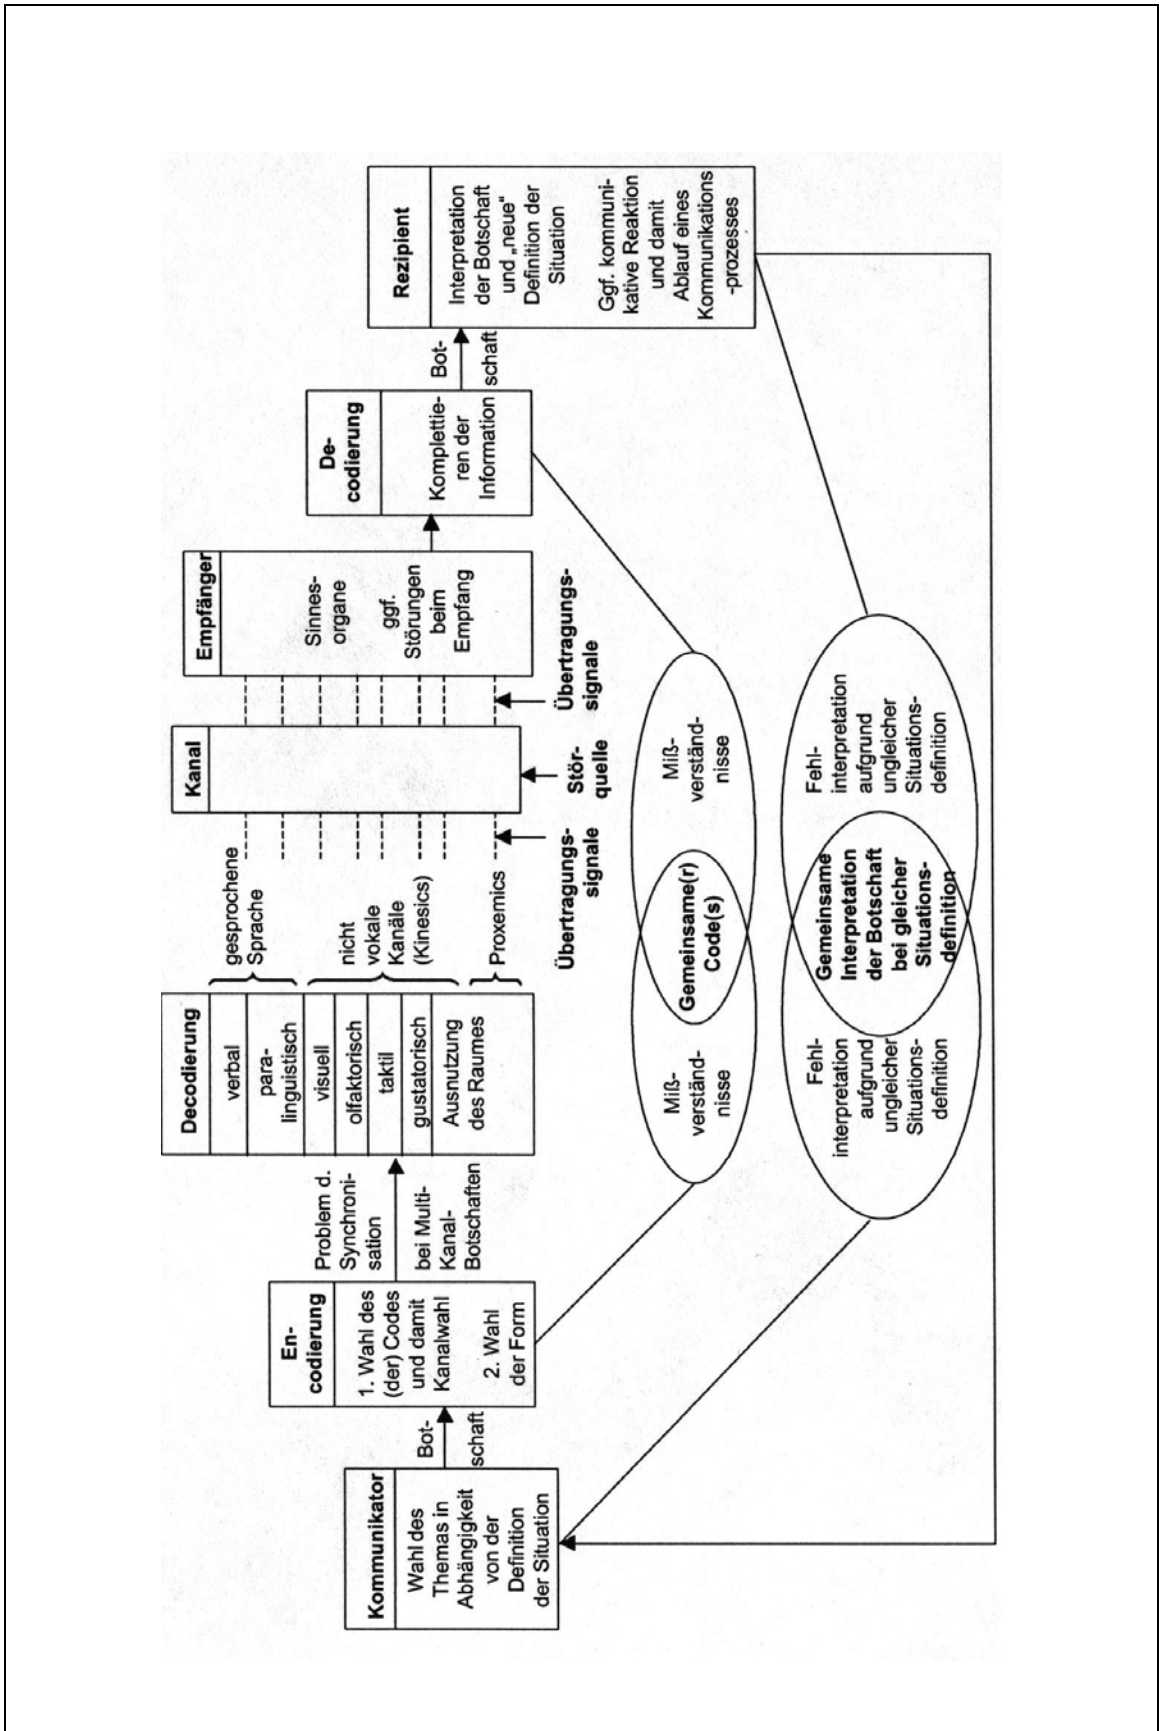 Kommunikator
Wahl des
Themas in
Abhängigkeit
von der
Definition
der Situation
Bot-
schaft
En-
codierung
1. Wahl des
(der) Codes
und damit
Kanalwahl
2. Wahl
der Form
Problem d.
Synchroni-
sation
bei Multi-
Kanal-
Botschaften
Decodierung
verbal
para-
linguistisch
visuell
olfaktorisch
taktil
gustatorisch
Ausnutzung
des Raumes
gesprochene
Sprache
nicht
vokale
Kanäle
(Kinesics)
Proxemics
Übertragungs-
signale
Kanal
Stör-
quelle
Übertragungs-
signale
Empfänger
Sinnes-
organe
ggf.
Störungen
beim
Empfang
De-
codierung
Komplettie-
ren der
Information
Bot-
schaft
Rezipient
Interpretation
der Botschaft
und „neue“
Definition der
Situation
Ggf. kommuni-
kative Reaktion
und damit
Ablauf eines
Kommunikations
-prozesses
Miß-
verständ-
nisse
Gemeinsame(r)
Code(s)
Miß-
verständ-
nisse
Fehl-
interpretation
aufgrund
ungleicher
Situations-
definition
Gemeinsame
Interpretation
der Botschaft
bei gleicher
Situations-
definition
Fehl-
interpretation
aufgrund
ungleicher
Situations-
definition